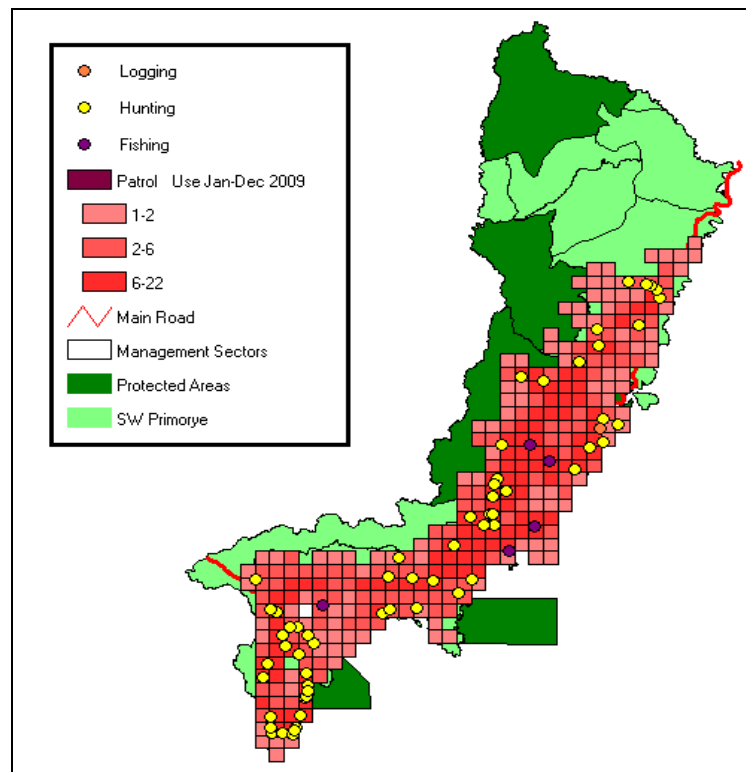 Logging
Hunting
Fishing
Patrol Use Jan-Dec 2009
1-2
2-6
6-22
Main Road
Management Sectors
Protected Areas
SW Primorye